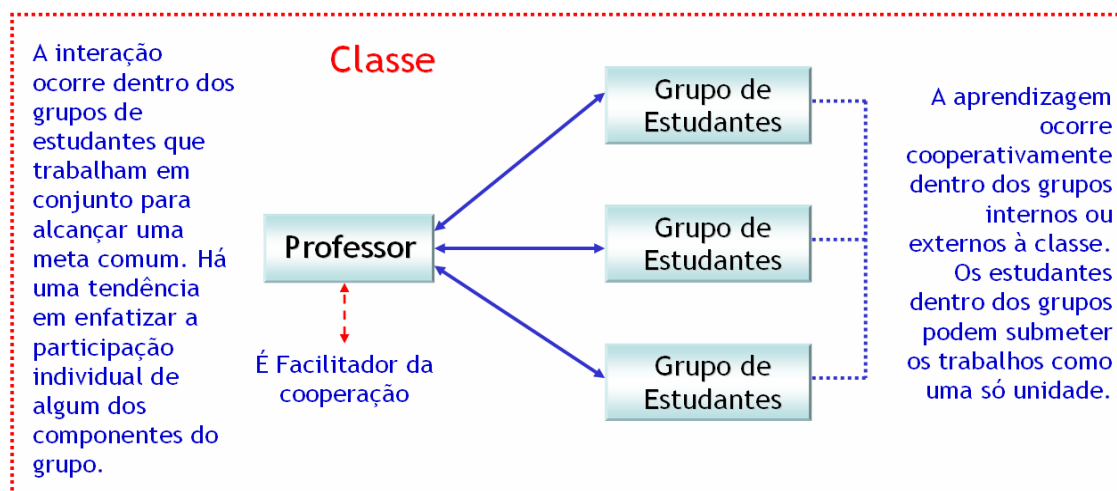 A interação
ocorre dentro dos
grupos de
estudantes que
trabalham em
conjunto para
alcançar uma
meta comum. Há
uma tendência
em enfatizar a
participação
individual de
algum dos
componentes do
grupo.
Classe
Professor
É Facilitador da
cooperação
Grupo de
Estudantes
Grupo de
Estudantes
Grupo de
Estudantes
A aprendizagem
ocorre
cooperativamente
dentro dos grupos
internos ou
externos à classe.
Os estudantes
dentro dos grupos
podem submeter
os trabalhos como
uma só unidade.